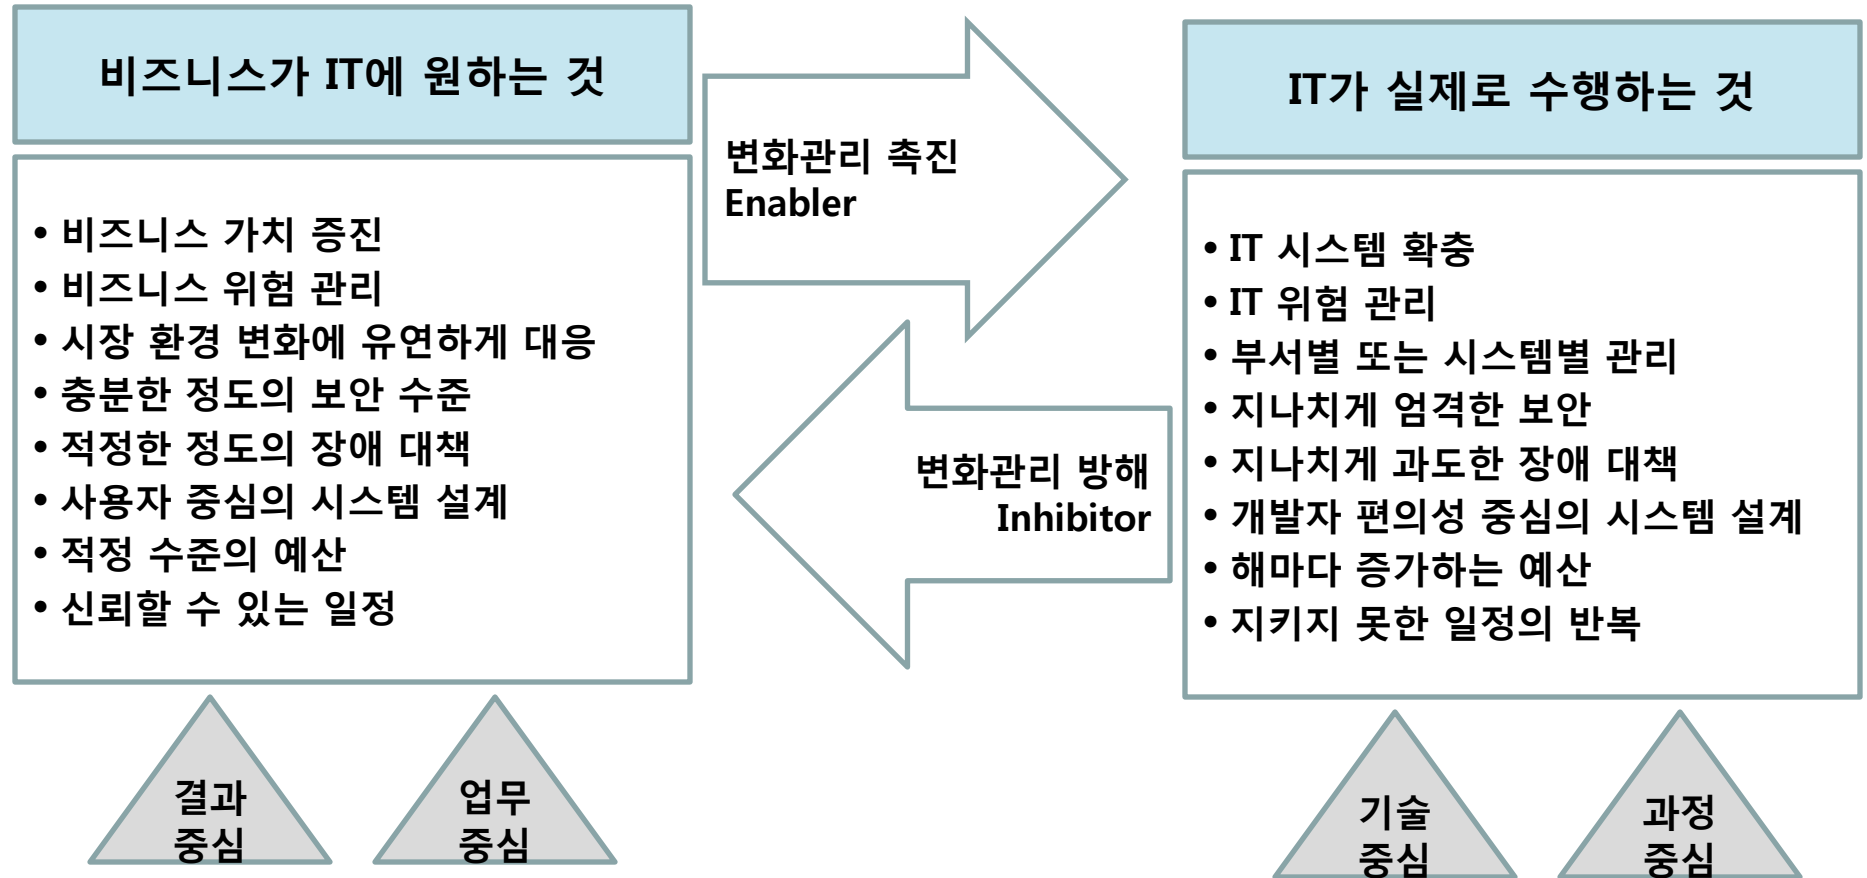 비즈니스가 IT에 원하는 것
• 비즈니스 가치 증진
• 비즈니스 위험 관리
• 시장 환경 변화에 유연하게 대응
• 충분한 정도의 보안 수준
• 적정한 정도의 장애 대책
• 사용자 중심의 시스템 설계
• 적정 수준의 예산
• 신뢰할 수 있는 일정
결과
중심
업무
중심
변화관리 촉진
Enabler
변화관리 방해
Inhibitor
IT가 실제로 수행하는 것
• IT 시스템 확충
• IT 위험 관리
• 부서별 또는 시스템별 관리
• 지나치게 엄격한 보안
• 지나치게 과도한 장애 대책
• 개발자 편의성 중심의 시스템 설계
• 해마다 증가하는 예산
• 지키지 못한 일정의 반복
기술
중심
과정
중심